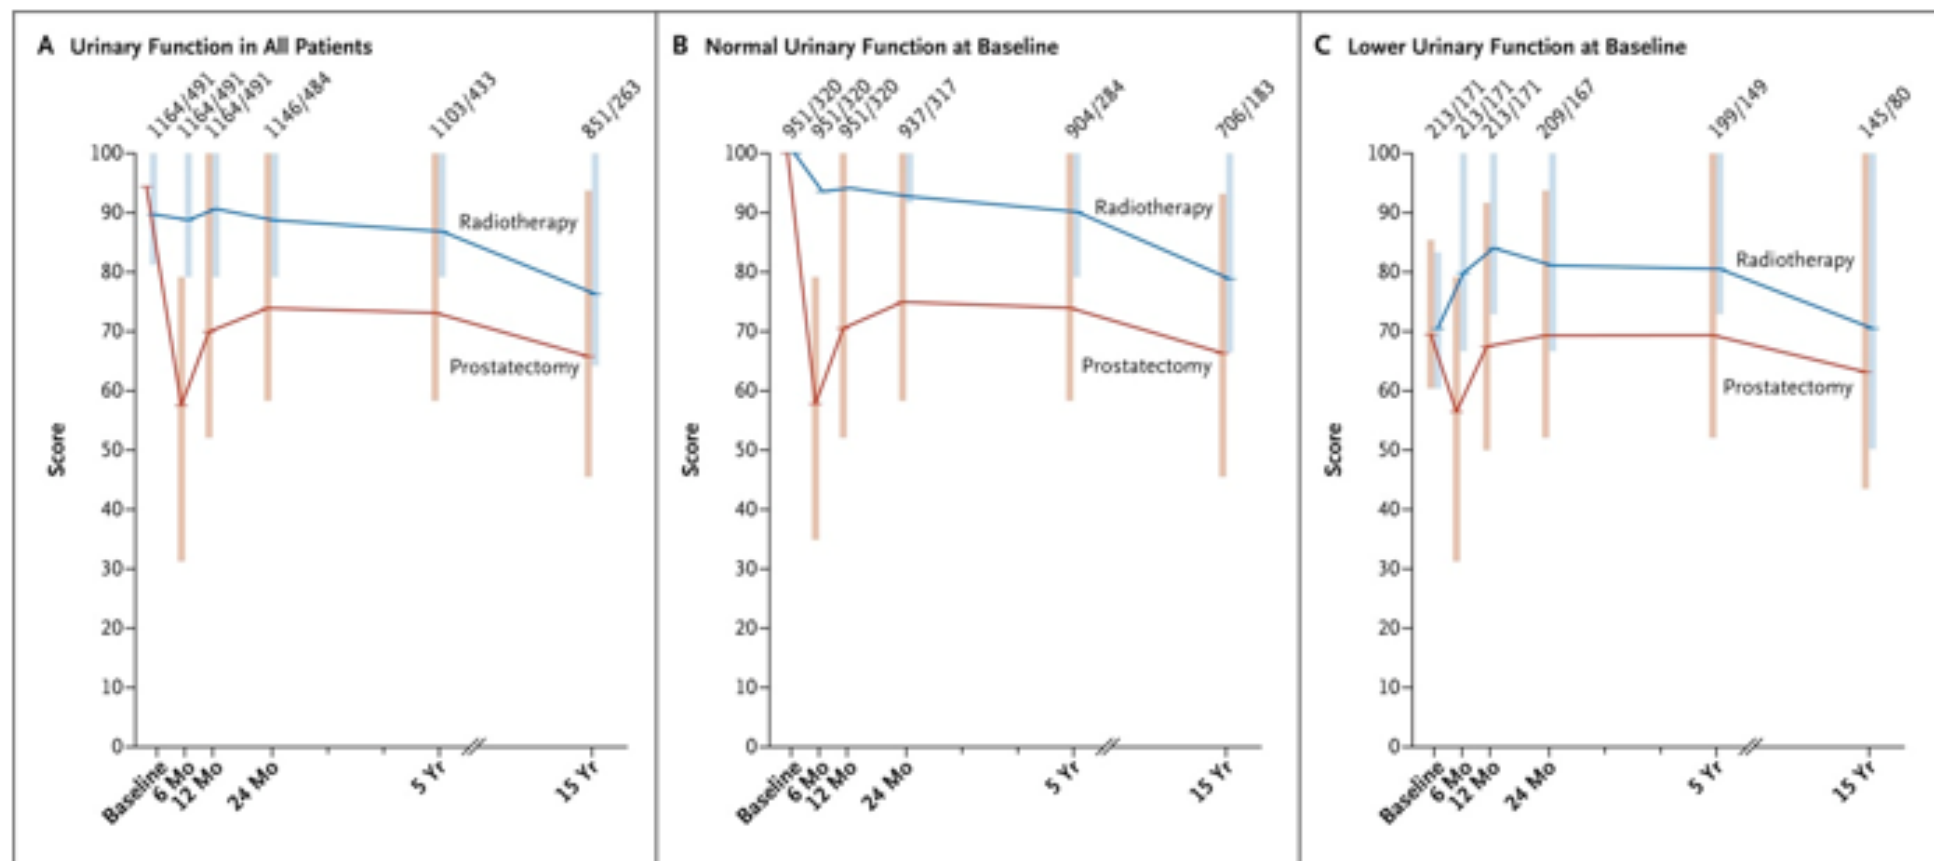 A Urinary Function in All Patients
1164/491
1164/491
1164/491
1146/484
1103/433
851/263
100
90
80
70
60
50
40
30
20
10
0
Score
Radiotherapy
Prostatectomy
Baseline
6 Mo
12 Mo
24 Mo
5 Yr
15 Yr
B Normal Urinary Function at Baseline
951/320
951/320
951/320
937/317
904/284
706/183
100
90
80
70
60
50
40
30
20
10
0
Score
Radiotherapy
Prostatectomy
Baseline
6 Mo
12 Mo
24 Mo
5 Yr
15 Yr
C Lower Urinary Function at Baseline
213/171
213/171
213/171
209/167
199/149
145/80
100
90
80
70
60
50
40
30
20
10
0
Score
Radiotherapy
Prostatectomy
Baseline
6 Mo
12 Mo
24 Mo
5 Yr
15 Yr